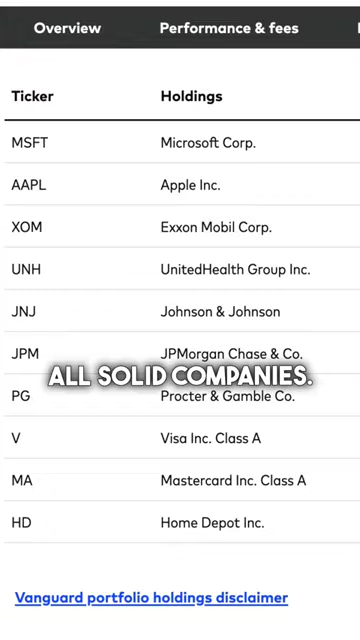 Overview Performance & fees
Ticker Holdings
MSFT Microsoft Corp.
AAPL Apple Inc.
XOM Exxon Mobil Corp.
UNH UnitedHealth Group Inc.
JNJ Johnson & Johnson
JPM JPMorgan Chase & Co.
ALL SOLID COMPANIES.
PG Procter & Gamble Co.
V Visa Inc. Class A
MA Mastercard Inc. Class A
HD Home Depot Inc.
Vanguard portfolio holdings disclaimer